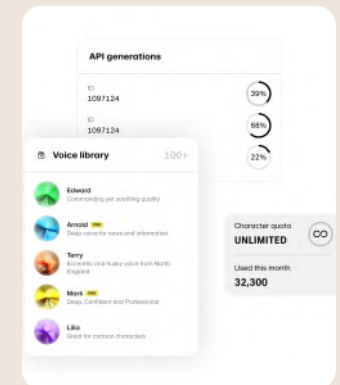 API generations
ID
1097124
39%
ID
1097124
68%
22%
Voice library
100+
Edward
Commanding yet soothing quality
Arnold PRO
Deep voice for news and information
Terry
Eccentric and husky voice from North
England
Mark PRO
Deep, Confident and Professional
Lilia
Great for cartoon characters
Character quota
UNLIMITED
Used this month
32,300